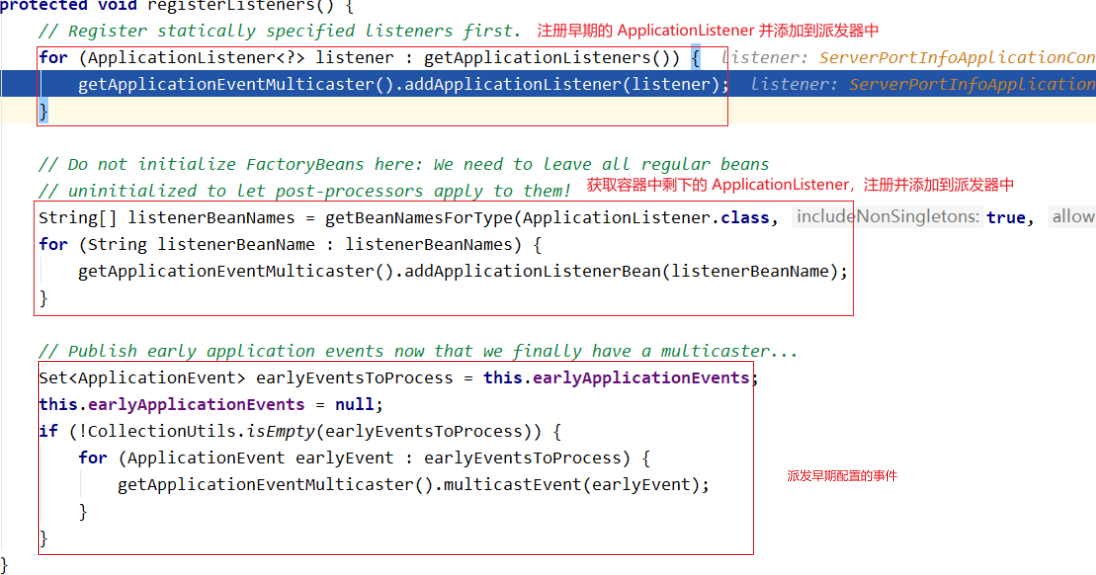 protected void registerListeners() {
// Register statically specified listeners first. 注册早期的 ApplicationListener 并添加到派发器中
for (ApplicationListener<?> listener : getApplicationListeners()) { listener: ServerPortInfoApplicationCon
getApplicationEventMulticaster().addApplicationListener(listener); listener: ServerPortInfoApplication
}
// Do not initialize FactoryBeans here: We need to leave all regular beans
// uninitialized to let post-processors apply to them! 获取容器中剩下的 ApplicationListener，注册并添加到派发器中
String[] listenerBeanNames = getBeanNamesForType(ApplicationListener.class, includeNonSingletons: true, allow
for (String listenerBeanName : listenerBeanNames) {
getApplicationEventMulticaster().addApplicationListenerBean(listenerBeanName);
}
// Publish early application events now that we finally have a multicaster...
Set<ApplicationEvent> earlyEventsToProcess = this.earlyApplicationEvents;
this.earlyApplicationEvents = null;
if (!CollectionUtils.isEmpty(earlyEventsToProcess)) {
for (ApplicationEvent earlyEvent : earlyEventsToProcess) {
getApplicationEventMulticaster().multicastEvent(earlyEvent); 派发早期配置的事件
}
}
}